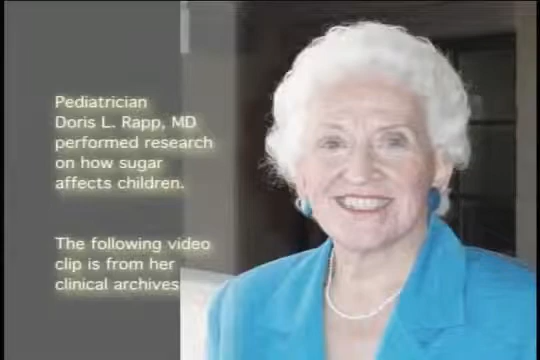 Pediatrician
Doris L. Rapp, MD
performed research
on how sugar
affects children.
The following video
clip is from her
clinical archives